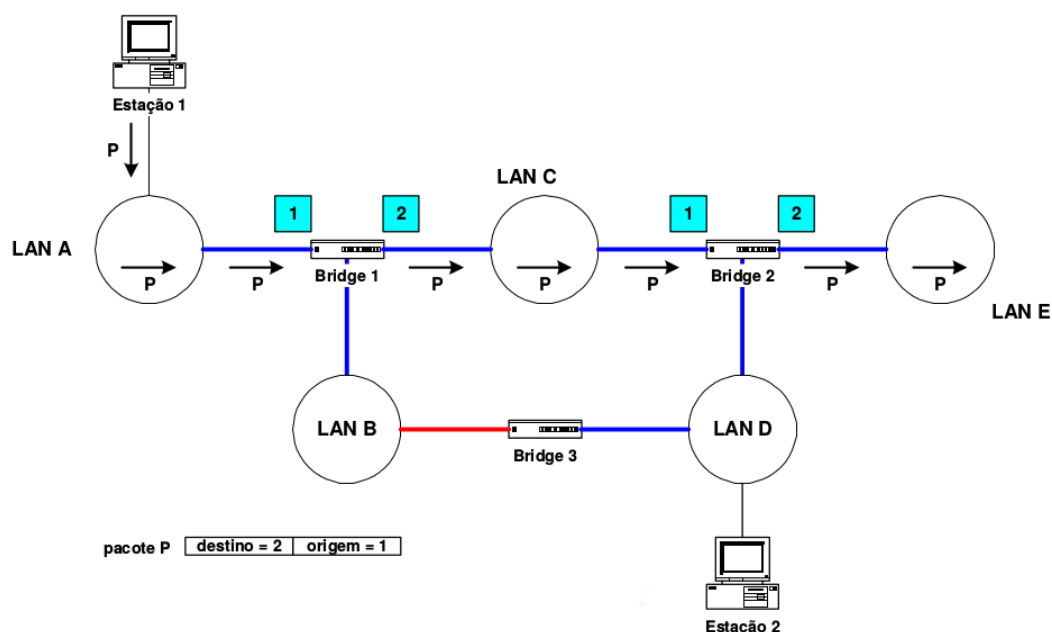 Estação 1
P
LAN C
1
2
1
2
LAN A
P
P
Bridge 1
P
P
P
Bridge 2
P
P
LAN E
LAN B
LAN D
Bridge 3
pacote P
destino = 2
origem = 1
Estação 2